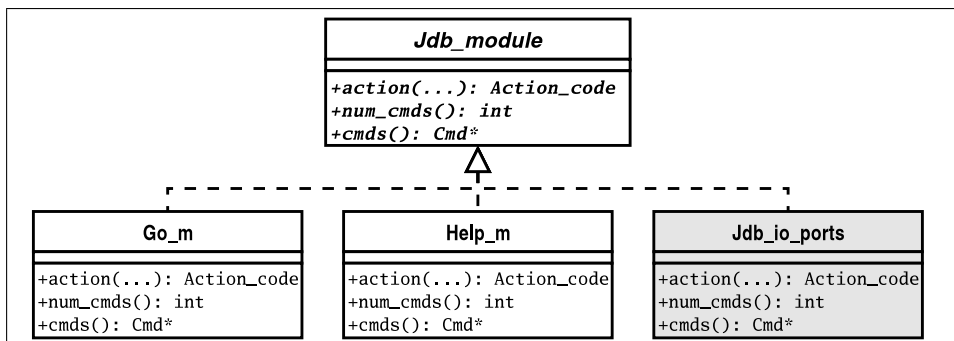 Jdb_module
+action(...): Action_code
+num_cmds(): int
+cmds(): Cmd*
Go_m
+action(...): Action_code
+num_cmds(): int
+cmds(): Cmd*
Help_m
+action(...): Action_code
+num_cmds(): int
+cmds(): Cmd*
Jdb_io_ports
+action(...): Action_code
+num_cmds(): int
+cmds(): Cmd*